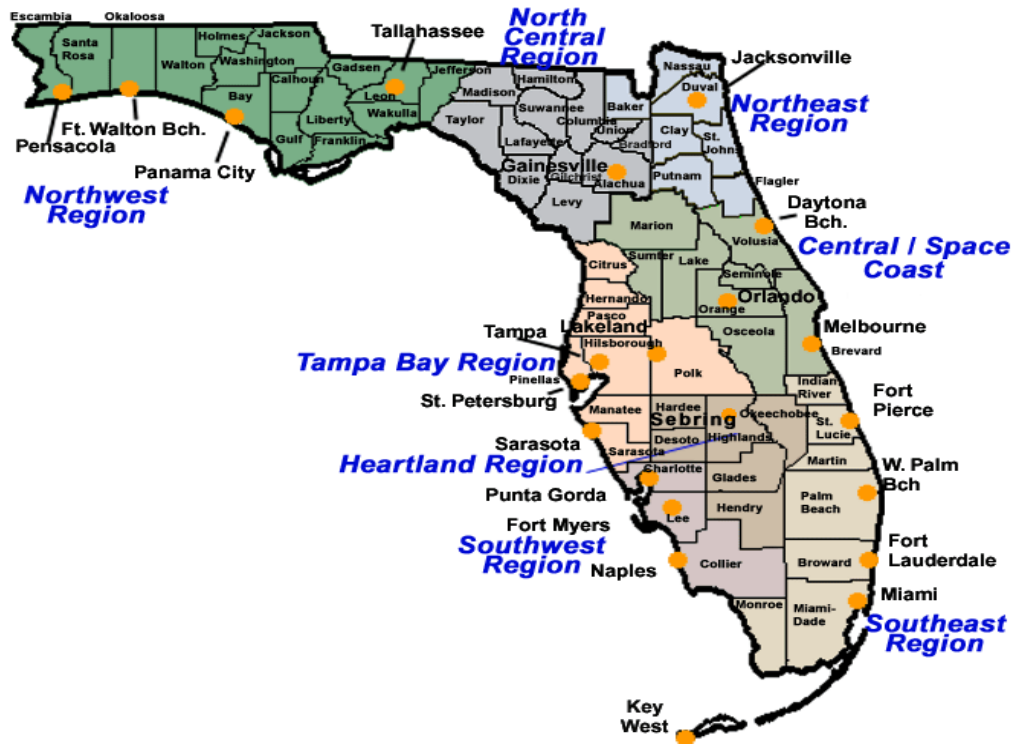 Escambia
Okaloosa
Santa
Rosa
Walton
Holmes
Jackson
Washington
Bay
Calhoun
Gulf
Liberty
Franklin
Gadsen
Leon
Wakulla
Jefferson
Tallahassee
Pensacola
Ft. Walton Bch.
Panama City
Northwest
Region
North
Central
Region
Madison
Hamilton
Taylor
Suwannee
Columbia
Lafayette
Union
Bradford
Gainesville
Dixie
Gilchrist
Alachua
Levy
Nassau
Duval
Jacksonville
Northeast
Region
Baker
Clay
St.
Johns
Putnam
Flagler
Daytona
Bch.
Central / Space
Coast
Marion
Volusia
Sumter
Lake
Seminole
Orange
Orlando
Osceola
Melbourne
Brevard
Citrus
Hernando
Pasco
Lakeland
Hilsborough
Polk
Tampa
Tampa Bay Region
Pinellas
St. Petersburg
Manatee
Sarasota
Sarasota
Hardee
Sebring
Desoto
Highlands
Okeechobee
Heartland Region
Indian
River
Fort
Pierce
St.
Lucie
Martin
Charlotte
Glades
Punta Gorda
Lee
Hendry
Fort Myers
Southwest
Region
Naples
Collier
W. Palm
Bch
Palm
Beach
Fort
Lauderdale
Broward
Monroe
Miami-
Dade
Miami
Southeast
Region
Key
West